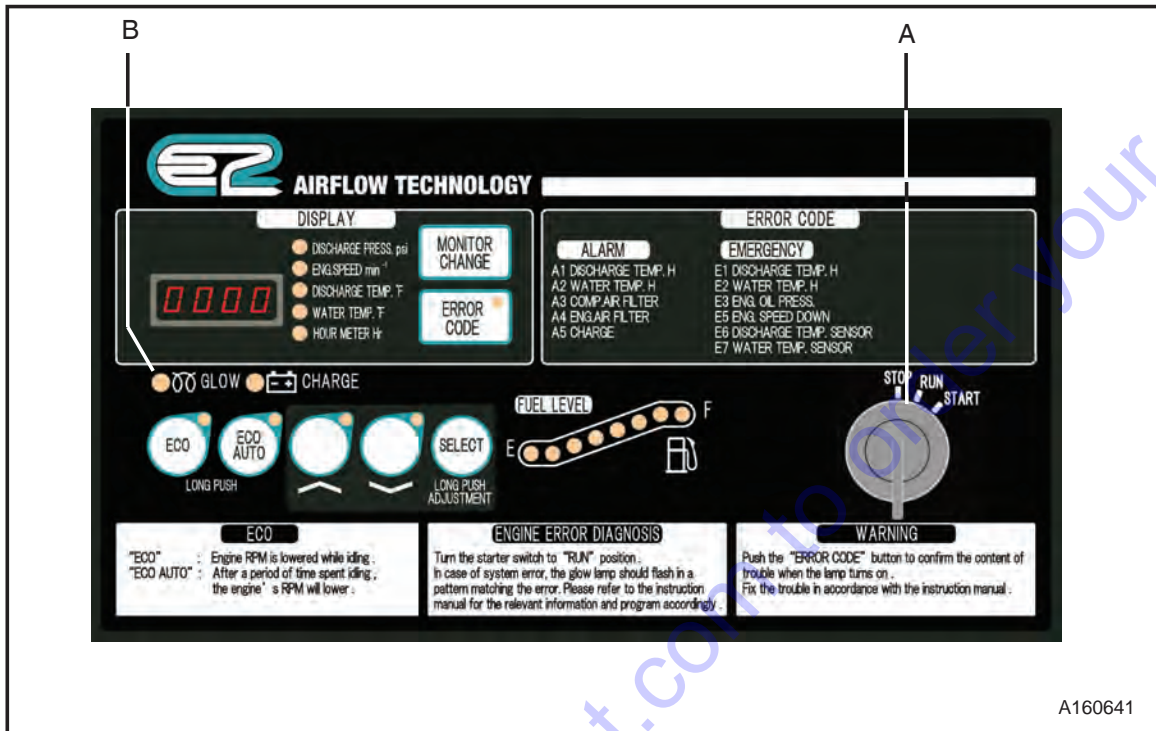 B
A
E2
AIRFLOW TECHNOLOGY
DISPLAY
DISCHARGE PRESS. psi
ENG.SPEED min⁻¹
DISCHARGE TEMP. °F
WATER TEMP. °F
HOUR METER Hr
0000
MONITOR
CHANGE
ERROR
CODE
ERROR CODE
ALARM
A1 DISCHARGE TEMP. H
A2 WATER TEMP. H
A3 COMP.AIR FILTER
A4 ENG.AIR FILTER
A5 CHARGE
EMERGENCY
E1 DISCHARGE TEMP. H
E2 WATER TEMP. H
E3 ENG. OIL PRESS.
E5 ENG. SPEED DOWN
E6 DISCHARGE TEMP. SENSOR
E7 WATER TEMP. SENSOR
GLOW
CHARGE
ECO
ECO
AUTO
LONG PUSH
SELECT
LONG PUSH
ADJUSTMENT
FUEL LEVEL
E
F
STOP
RUN
START
ECO
"ECO" : Engine RPM is lowered while idling .
"ECO AUTO" : After a period of time spent idling ,
the engine's RPM will lower .
ENGINE ERROR DIAGNOSIS
Turn the starter switch to "RUN" position .
In case of system error, the glow lamp should flash in a
pattern matching the error. Please refer to the instruction
manual for the relevant information and program accordingly .
WARNING
Push the "ERROR CODE" button to confirm the content of
trouble when the lamp turns on .
Fix the trouble in accordance with the instruction manual .
t.com to order your
A160641